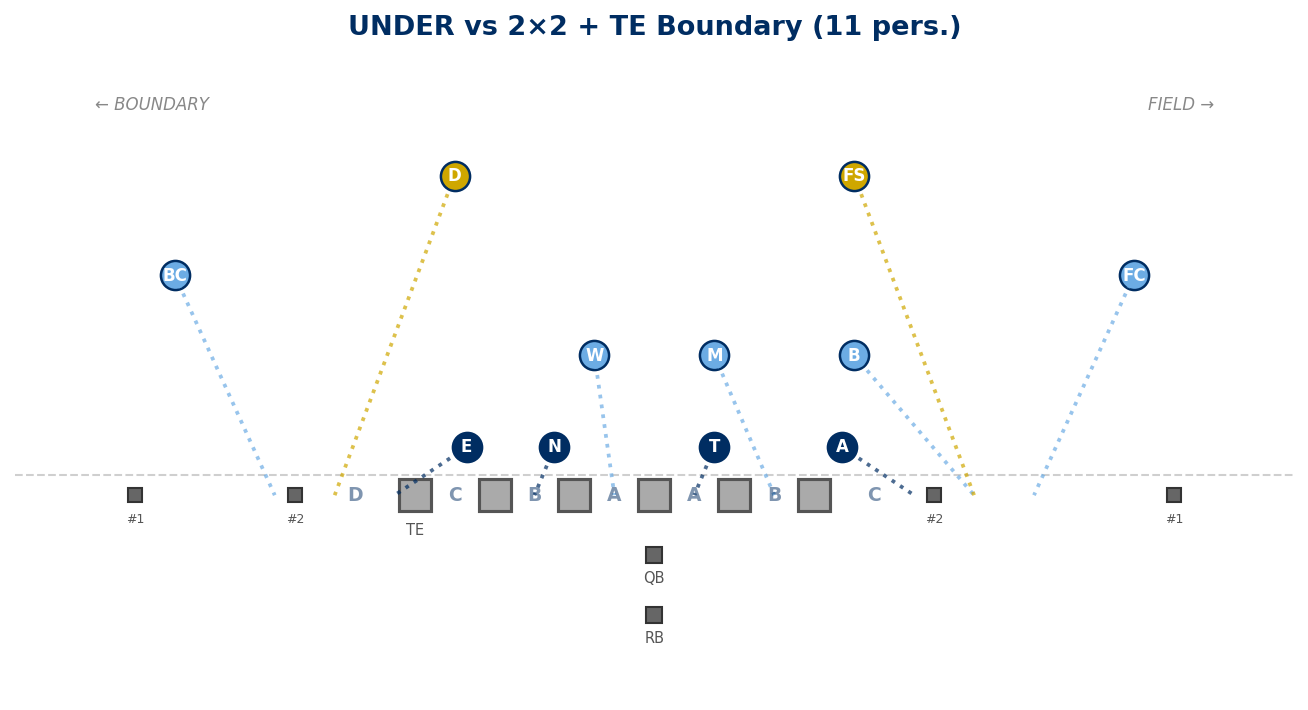 UNDER vs 2×2 + TE Boundary (11 pers.)
← BOUNDARY
FIELD →
D
FS
BC
FC
W
M
B
E
N
T
A
D
C
B
A
A
B
C
#1
#2
TE
#2
#1
QB
RB